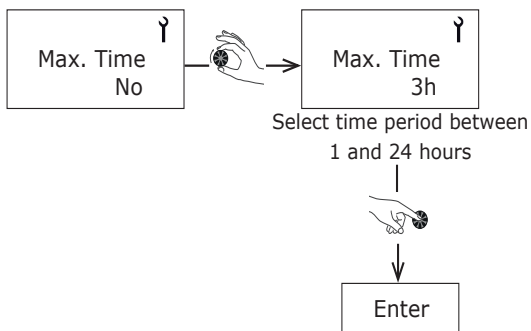 Max. Time
No
Max. Time
3h
Select time period between
1 and 24 hours
Enter